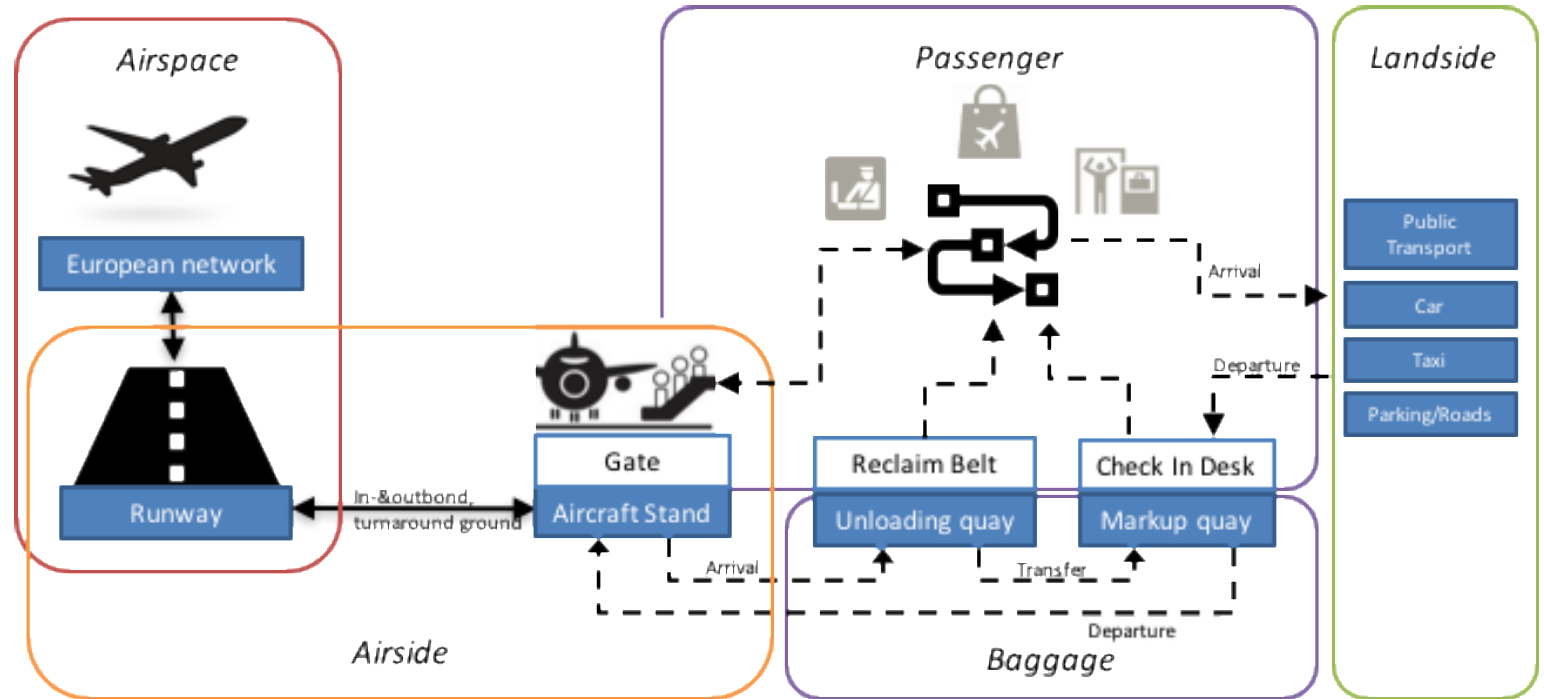 Airspace
Passenger
Landside
European network
Public
Transport
Arrival
Car
Departure
Taxi
Parking/Roads
Gate
Reclaim Belt
Check In Desk
In-&outbond,
turnaround ground
Runway
Aircraft Stand
Unloading quay
Markup quay
Arrival
Transfer
Departure
Airside
Baggage